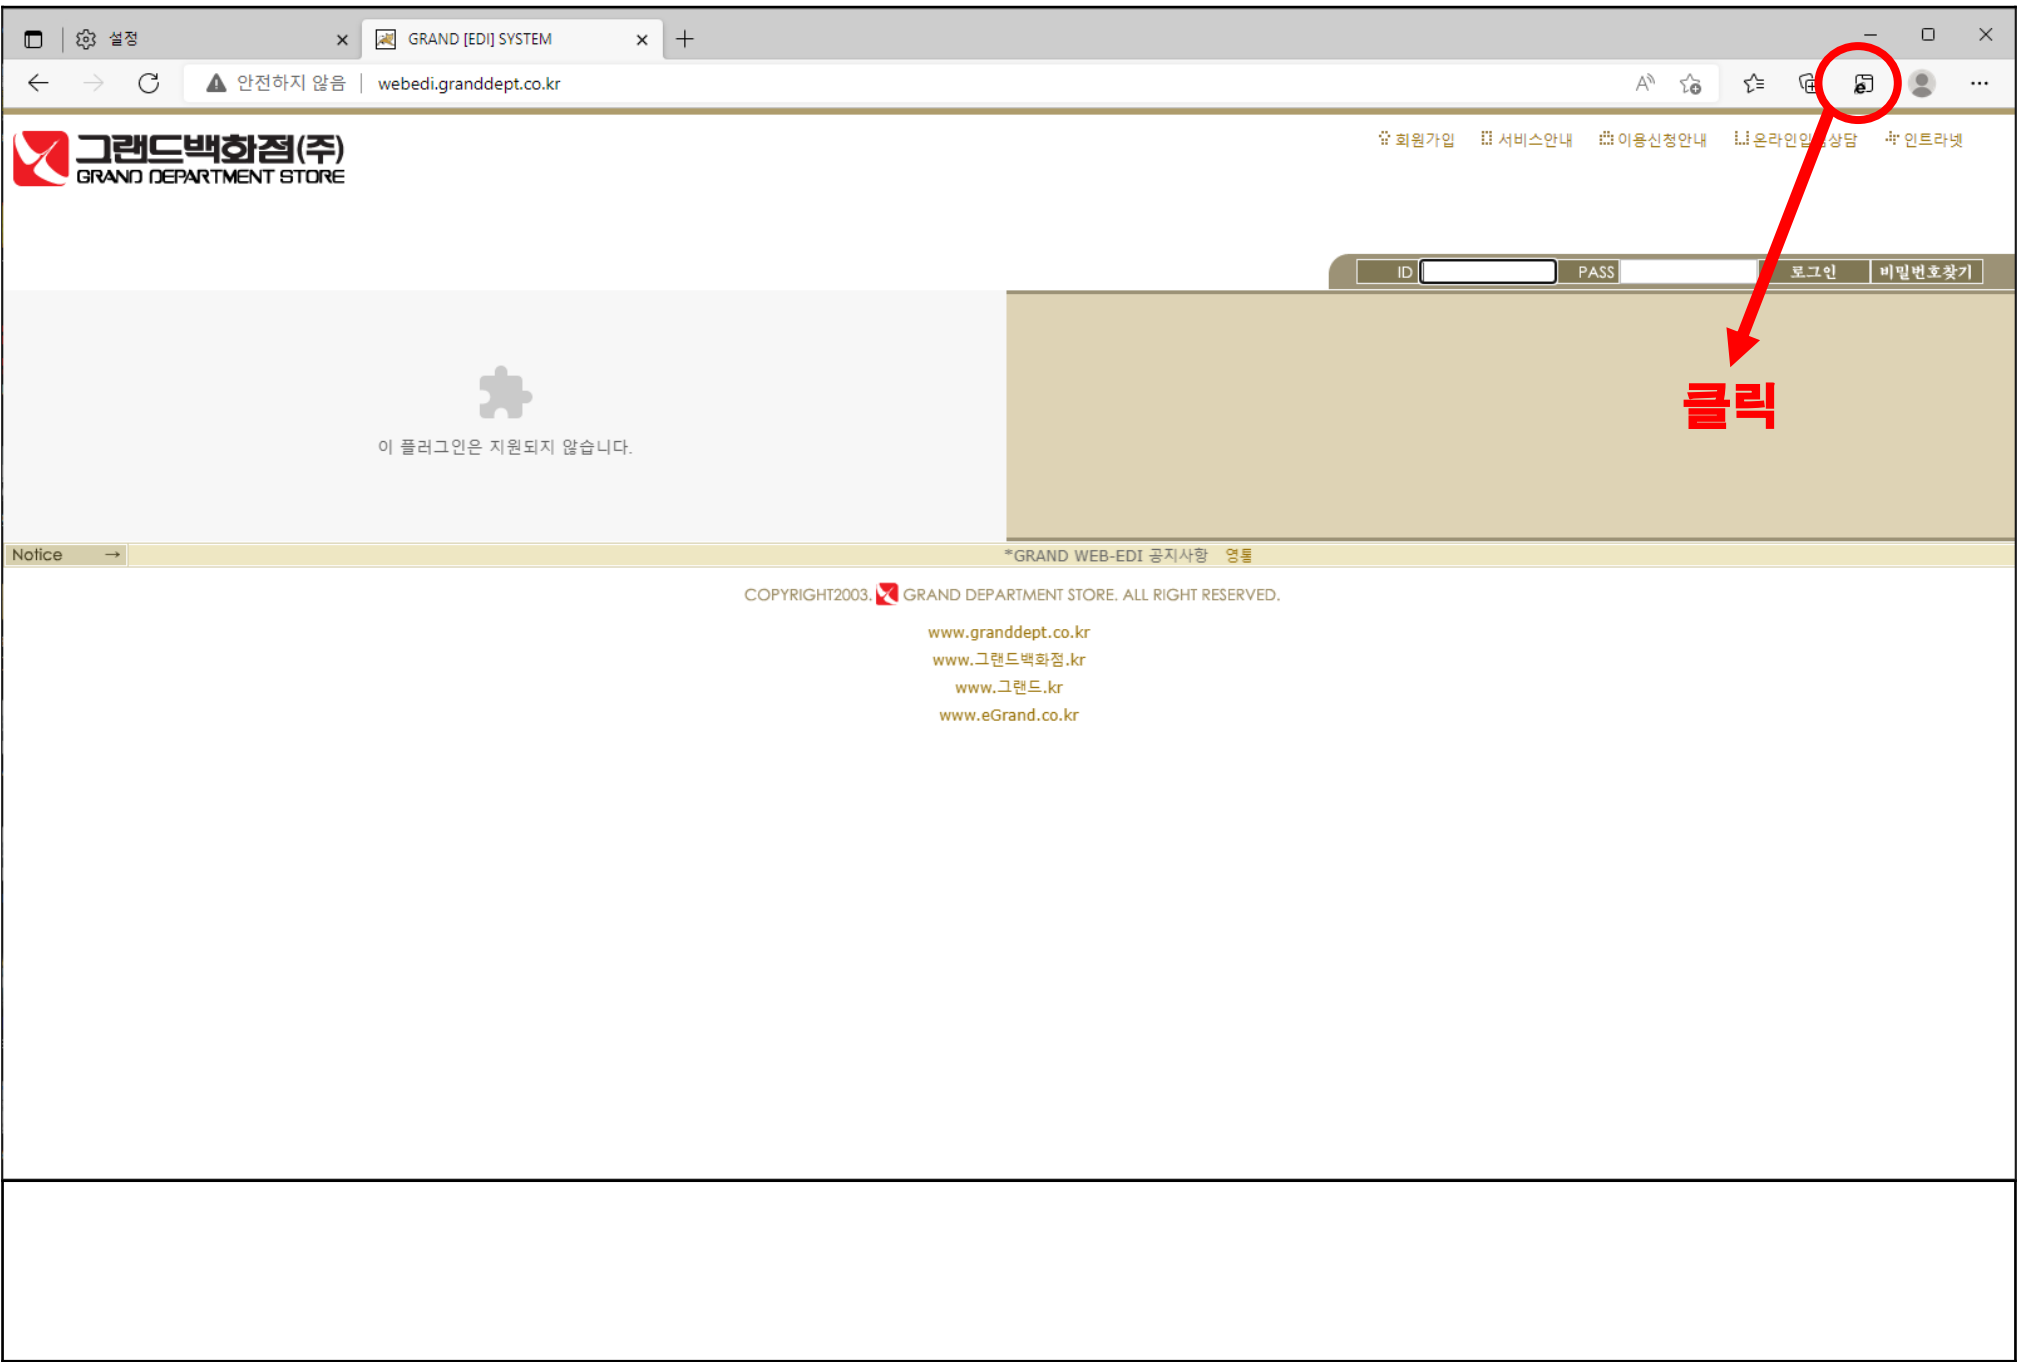 설정
GRAND [EDI] SYSTEM
안전하지 않음 webedi.granddept.co.kr
그랜드백화점(주)
GRAND DEPARTMENT STORE
회원가입 서비스안내 이용신청안내 인트라넷
ID PASS 로그인 비밀번호찾기
클릭
이 플러그인은 지원되지 않습니다.
Notice → *GRAND WEB-EDI 공지사항 영통
COPYRIGHT2003. GRAND DEPARTMENT STORE. ALL RIGHT RESERVED.
www.granddept.co.kr
www.그랜드백화점.kr
www.그랜드.kr
www.eGrand.co.kr